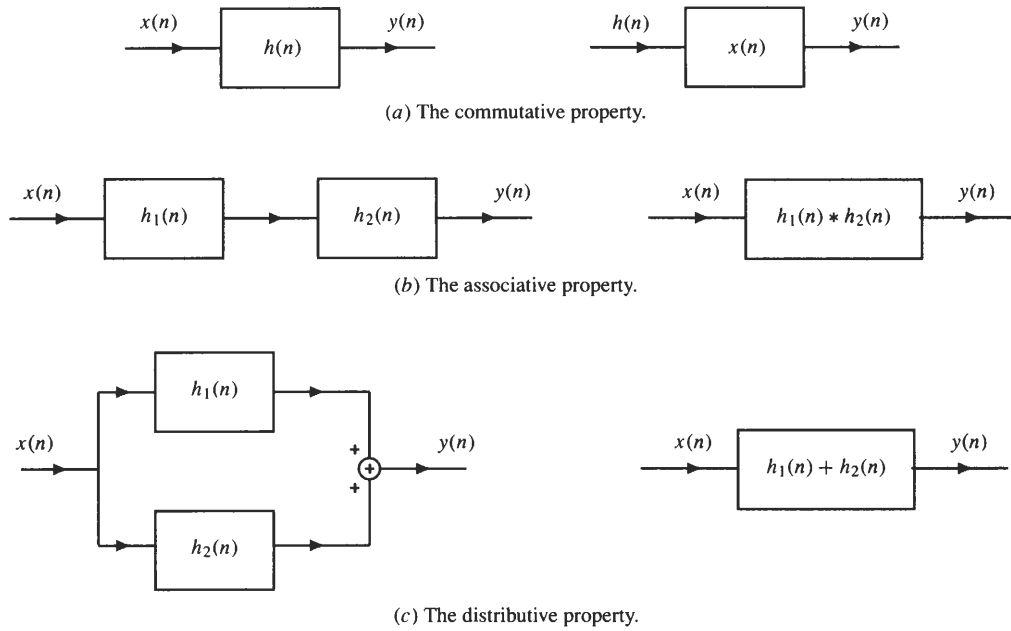 x(n) h(n) y(n) h(n) x(n) y(n)
(a) The commutative property.
x(n) h₁(n) h₂(n) y(n) x(n) h₁(n) ∗ h₂(n) y(n)
(b) The associative property.
h₁(n)
x(n) + + + y(n) x(n) h₁(n) + h₂(n) y(n)
h₂(n)
(c) The distributive property.